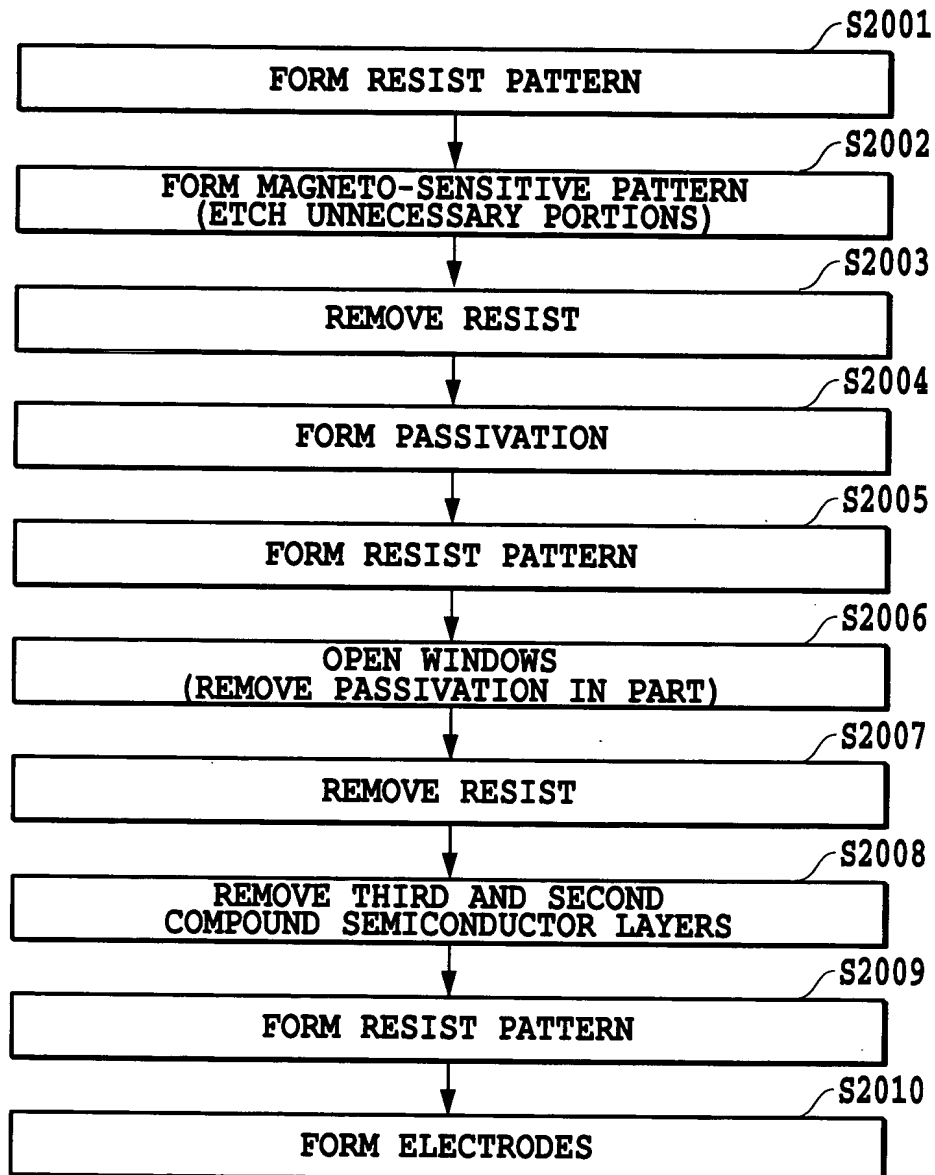 S2001
FORM RESIST PATTERN
S2002
FORM MAGNETO-SENSITIVE PATTERN
(ETCH UNNECESSARY PORTIONS)
S2003
REMOVE RESIST
S2004
FORM PASSIVATION
S2005
FORM RESIST PATTERN
S2006
OPEN WINDOWS
(REMOVE PASSIVATION IN PART)
S2007
REMOVE RESIST
S2008
REMOVE THIRD AND SECOND
COMPOUND SEMICONDUCTOR LAYERS
S2009
FORM RESIST PATTERN
S2010
FORM ELECTRODES